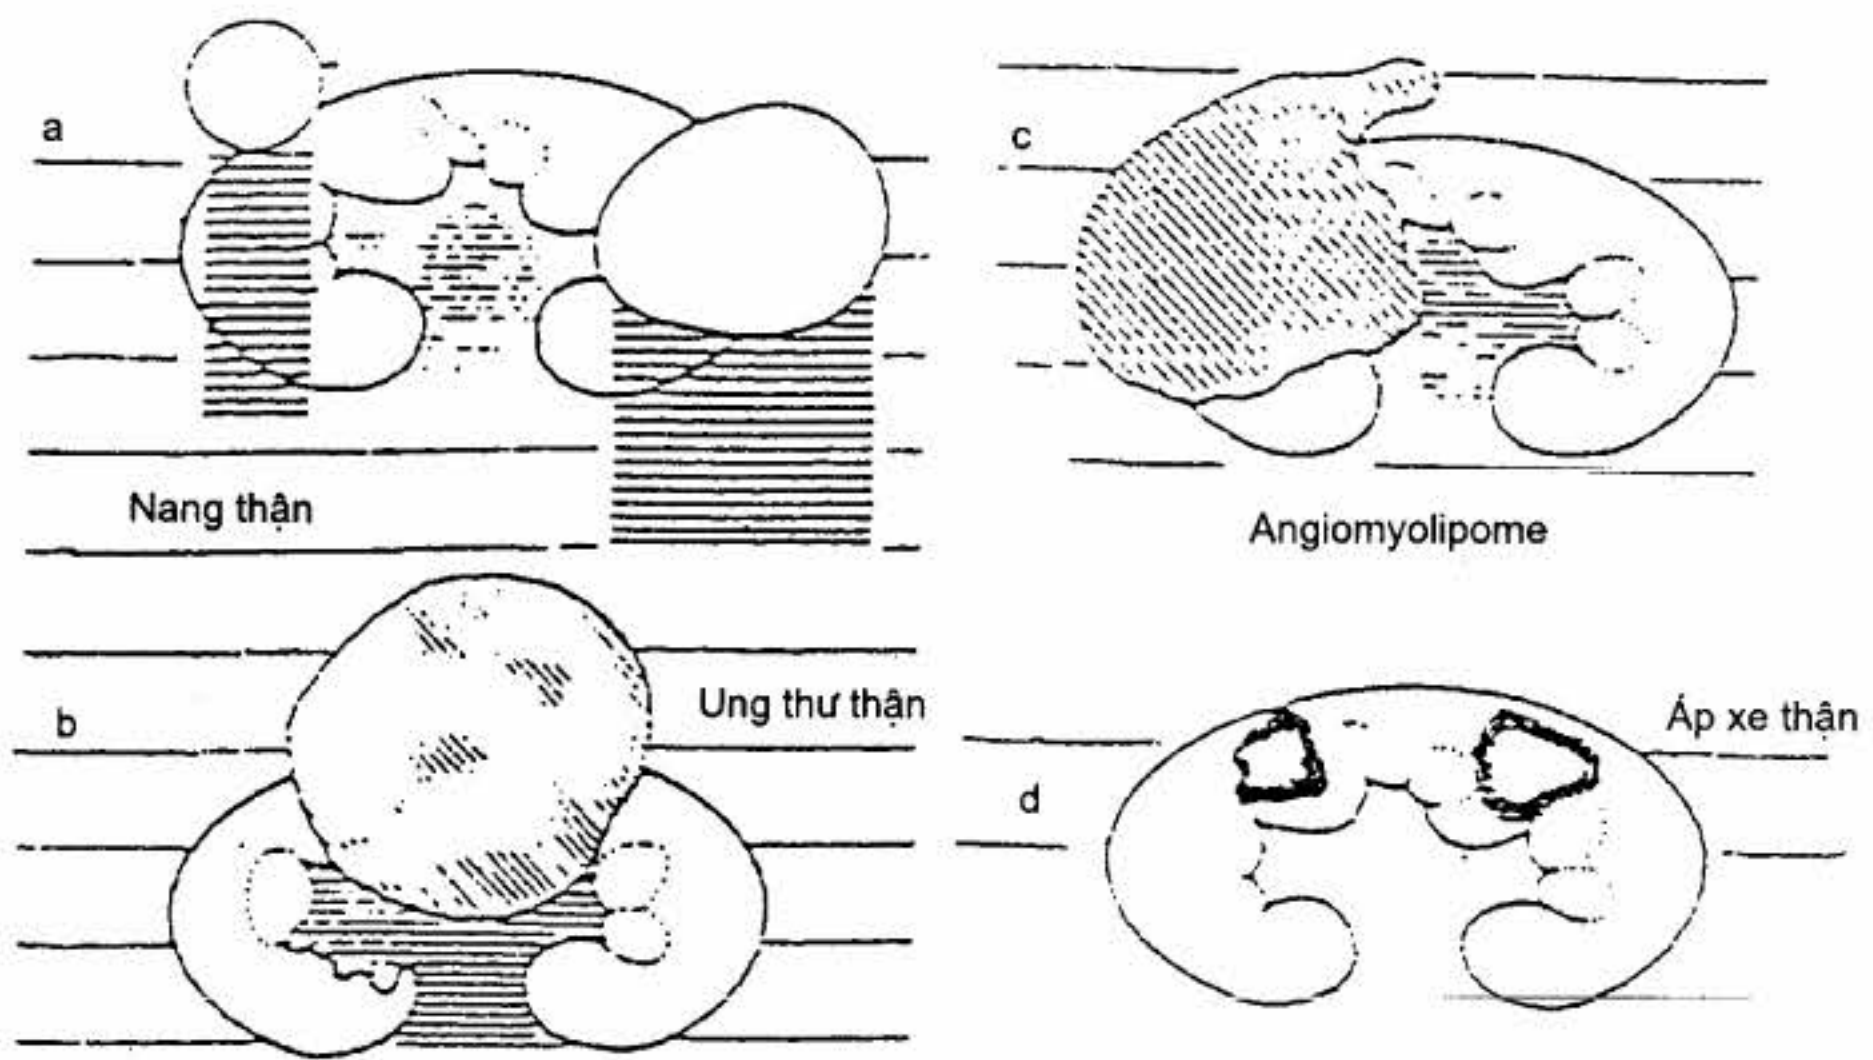 a
Nang thận
c
Angiomyolipome
b
Ung thư thận
d
Áp xe thận